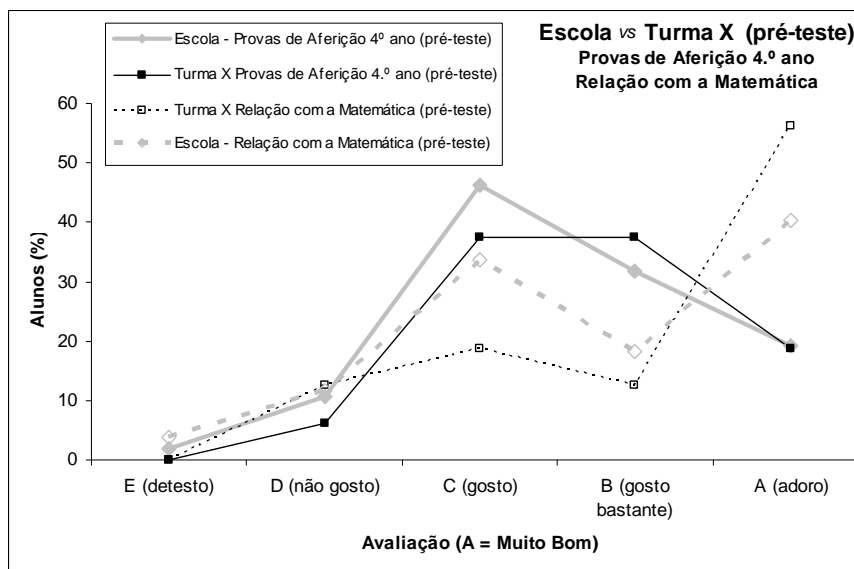 Escola vs Turma X (pré-teste)
Provas de Aferição 4.º ano
Relação com a Matemática
Escola - Provas de Aferição 4º ano (pré-teste)
Turma X Provas de Aferição 4.º ano (pré-teste)
Turma X Relação com a Matemática (pré-teste)
Escola - Relação com a Matemática (pré-teste)
60
50
40
30
20
10
0
Alunos (%)
E (detesto) D (não gosto) C (gosto) B (gosto bastante) A (adoro)
Avaliação (A = Muito Bom)